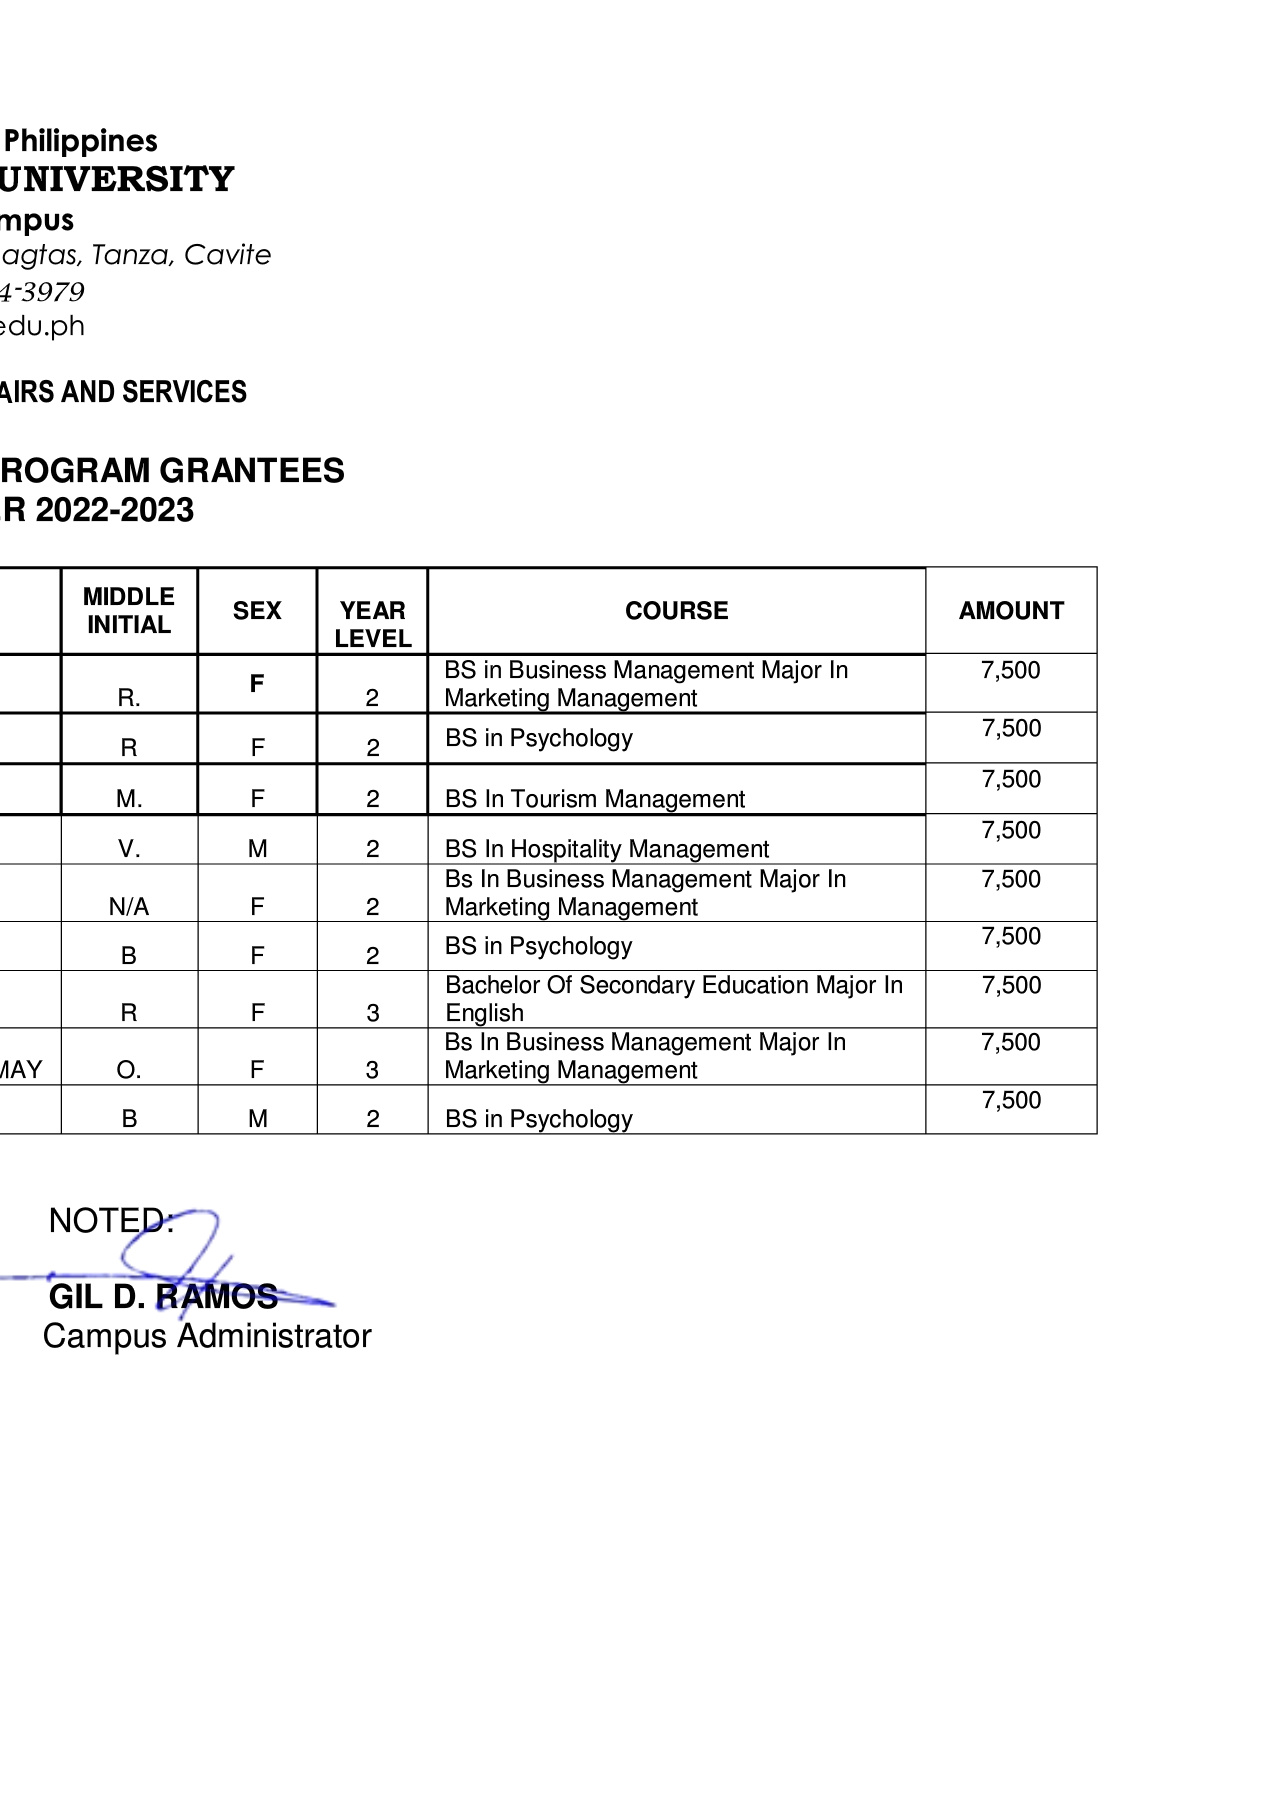 Philippines
UNIVERSITY
mpus
agtas, Tanza, Cavite
4-3979
edu.ph
AIRS AND SERVICES
ROGRAM GRANTEES
R 2022-2023
MIDDLE INITIAL SEX YEAR LEVEL COURSE AMOUNT
R. F 2 BS in Business Management Major In Marketing Management 7,500
R F 2 BS in Psychology 7,500
M. F 2 BS In Tourism Management 7,500
V. M 2 BS In Hospitality Management 7,500
N/A F 2 Bs In Business Management Major In Marketing Management 7,500
B F 2 BS in Psychology 7,500
R F 3 Bachelor Of Secondary Education Major In English 7,500
MAY O. F 3 Bs In Business Management Major In Marketing Management 7,500
B M 2 BS in Psychology 7,500
NOTED:
GIL D. RAMOS
Campus Administrator